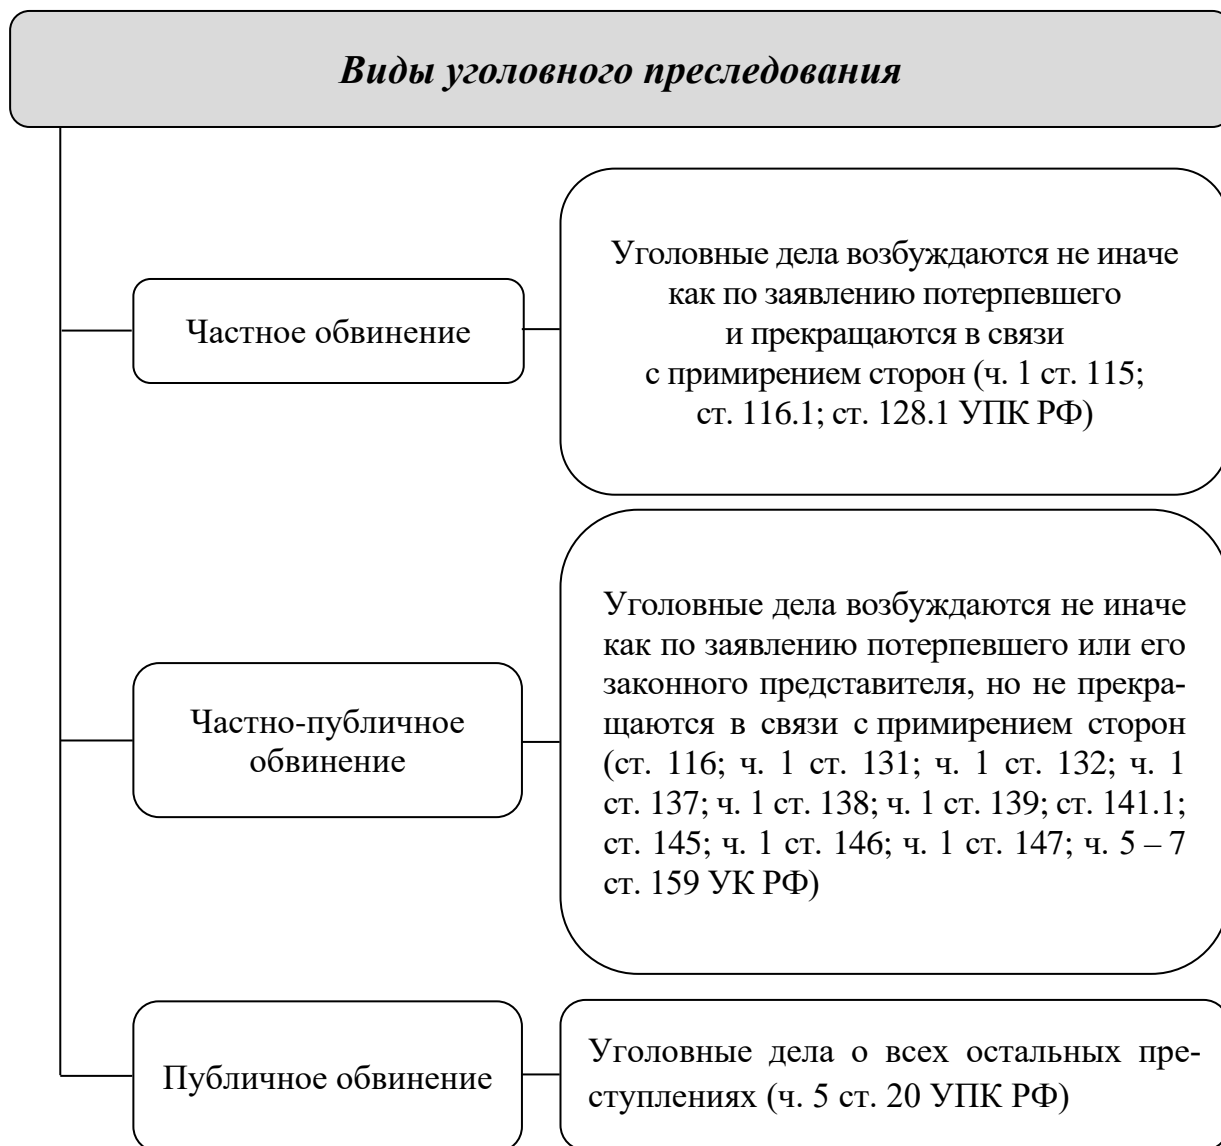 Виды уголовного преследования
Частное обвинение
Уголовные дела возбуждаются не иначе
как по заявлению потерпевшего
и прекращаются в связи
с примирением сторон (ч. 1 ст. 115;
ст. 116.1; ст. 128.1 УПК РФ)
Частно-публичное
обвинение
Уголовные дела возбуждаются не иначе
как по заявлению потерпевшего или его
законного представителя, но не прекра-
щаются в связи с примирением сторон
(ст. 116; ч. 1 ст. 131; ч. 1 ст. 132; ч. 1
ст. 137; ч. 1 ст. 138; ч. 1 ст. 139; ст. 141.1;
ст. 145; ч. 1 ст. 146; ч. 1 ст. 147; ч. 5 – 7
ст. 159 УК РФ)
Публичное обвинение
Уголовные дела о всех остальных пре-
ступлениях (ч. 5 ст. 20 УПК РФ)